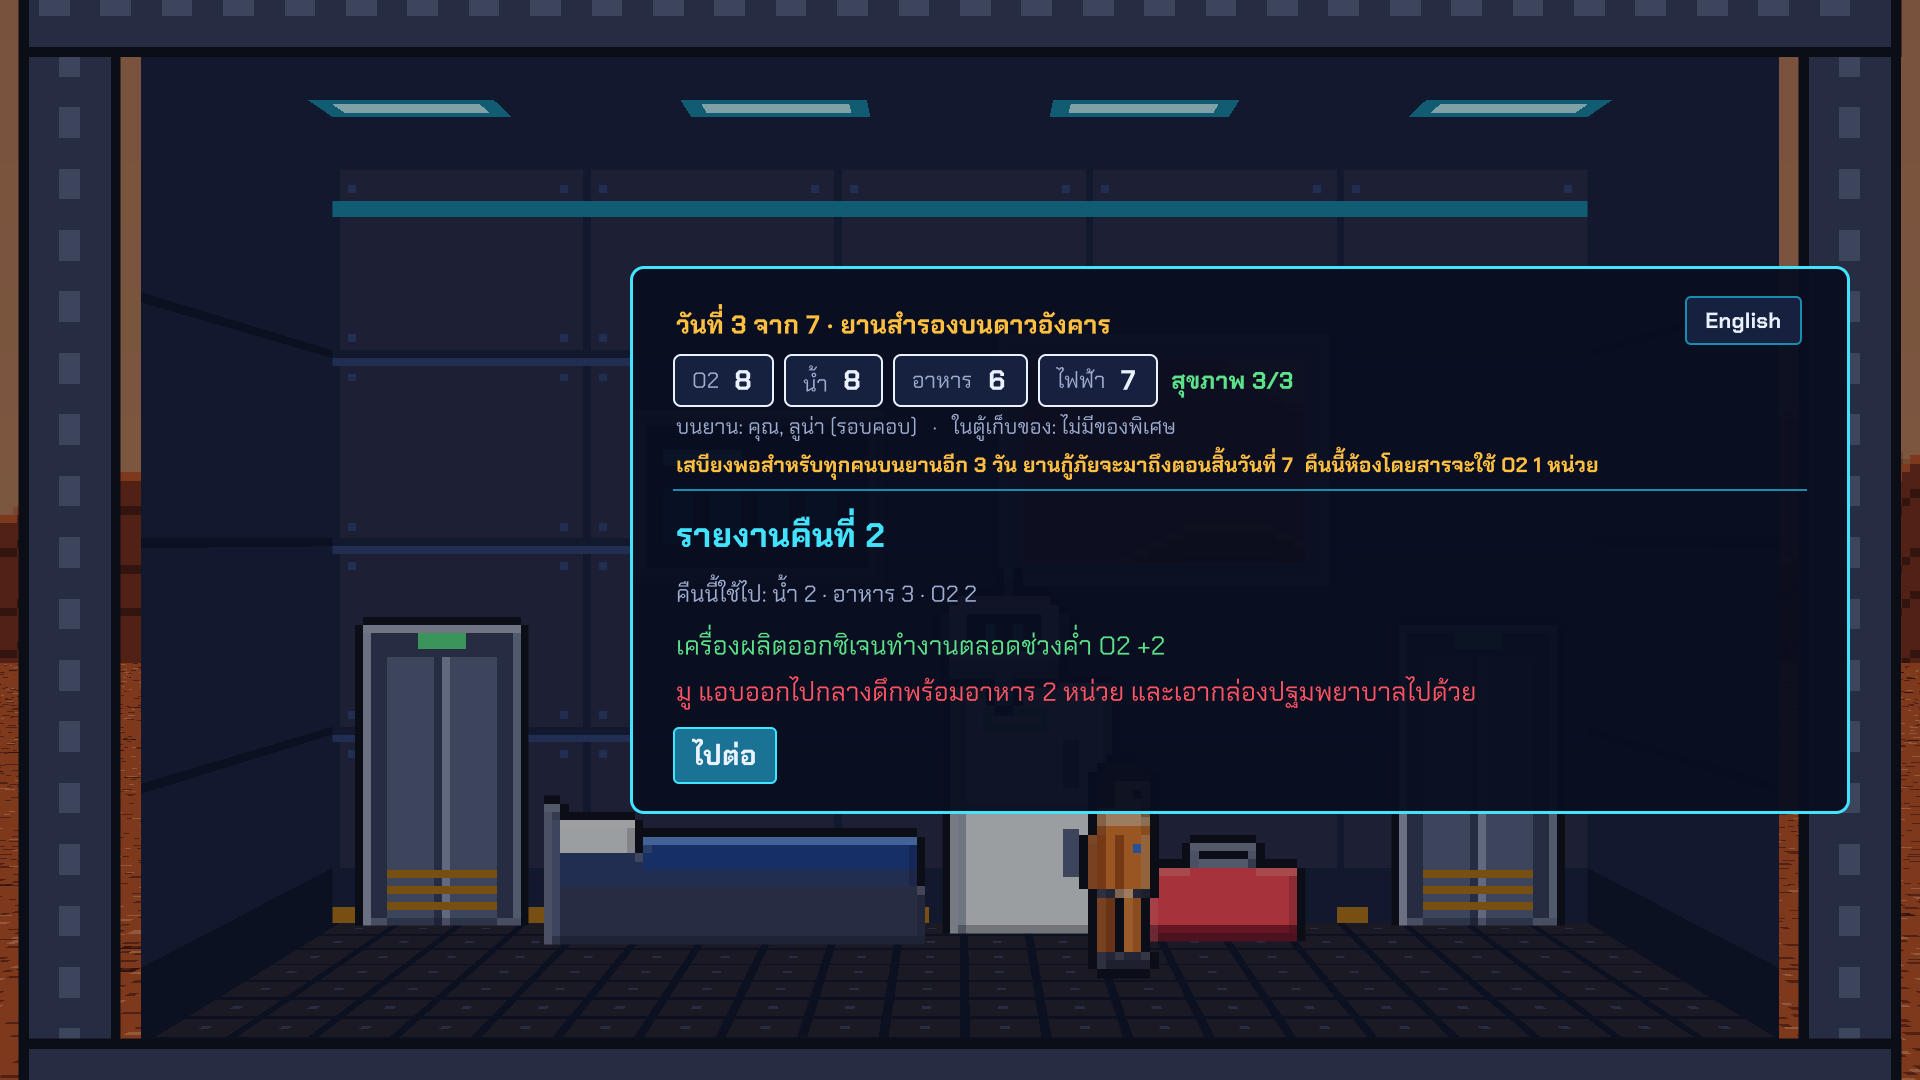 วันที่ 3 จาก 7 · ยานสำรองบนดาวอังคาร
English
O2 8 น้ำ 8 อาหาร 6 ไฟฟ้า 7 สุขภาพ 3/3
บนยาน: คุณ, ลูน่า (รอบคอบ) · ในตู้เก็บของ: ไม่มีของพิเศษ
เสบียงพอสำหรับทุกคนบนยานอีก 3 วัน ยานกู้ภัยจะมาถึงตอนสิ้นวันที่ 7 คืนนี้ห้องโดยสารจะใช้ O2 1 หน่วย
รายงานคืนที่ 2
คืนนี้ใช้ไป: น้ำ 2 · อาหาร 3 · O2 2
เครื่องผลิตออกซิเจนทำงานตลอดช่วงค่ำ O2 +2
มู แอบออกไปกลางดึกพร้อมอาหาร 2 หน่วย และเอากล่องปฐมพยาบาลไปด้วย
ไปต่อ